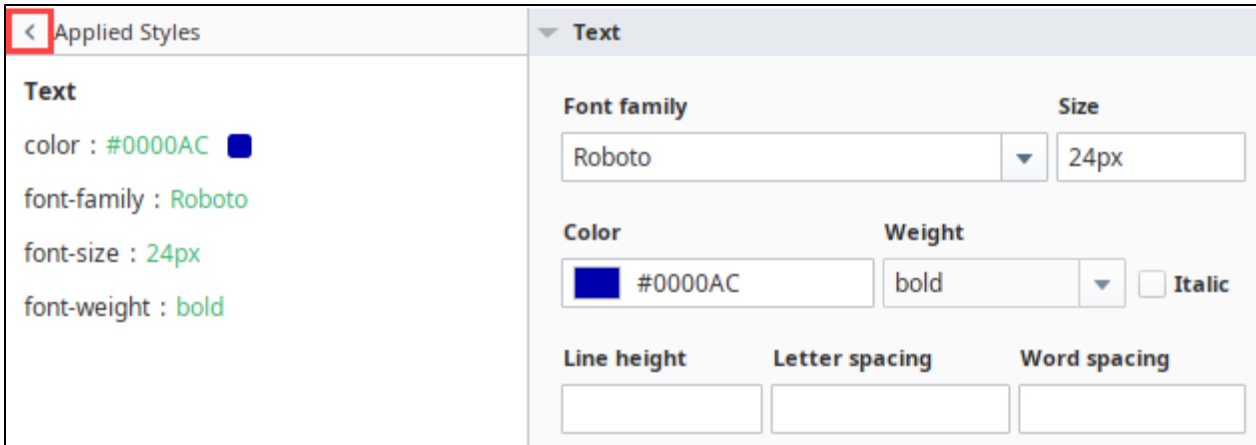 Applied Styles
Text
color : #0000AC
font-family : Roboto
font-size : 24px
font-weight : bold
Text
Font family Size
Roboto 24px
Color Weight
#0000AC bold Italic
Line height Letter spacing Word spacing